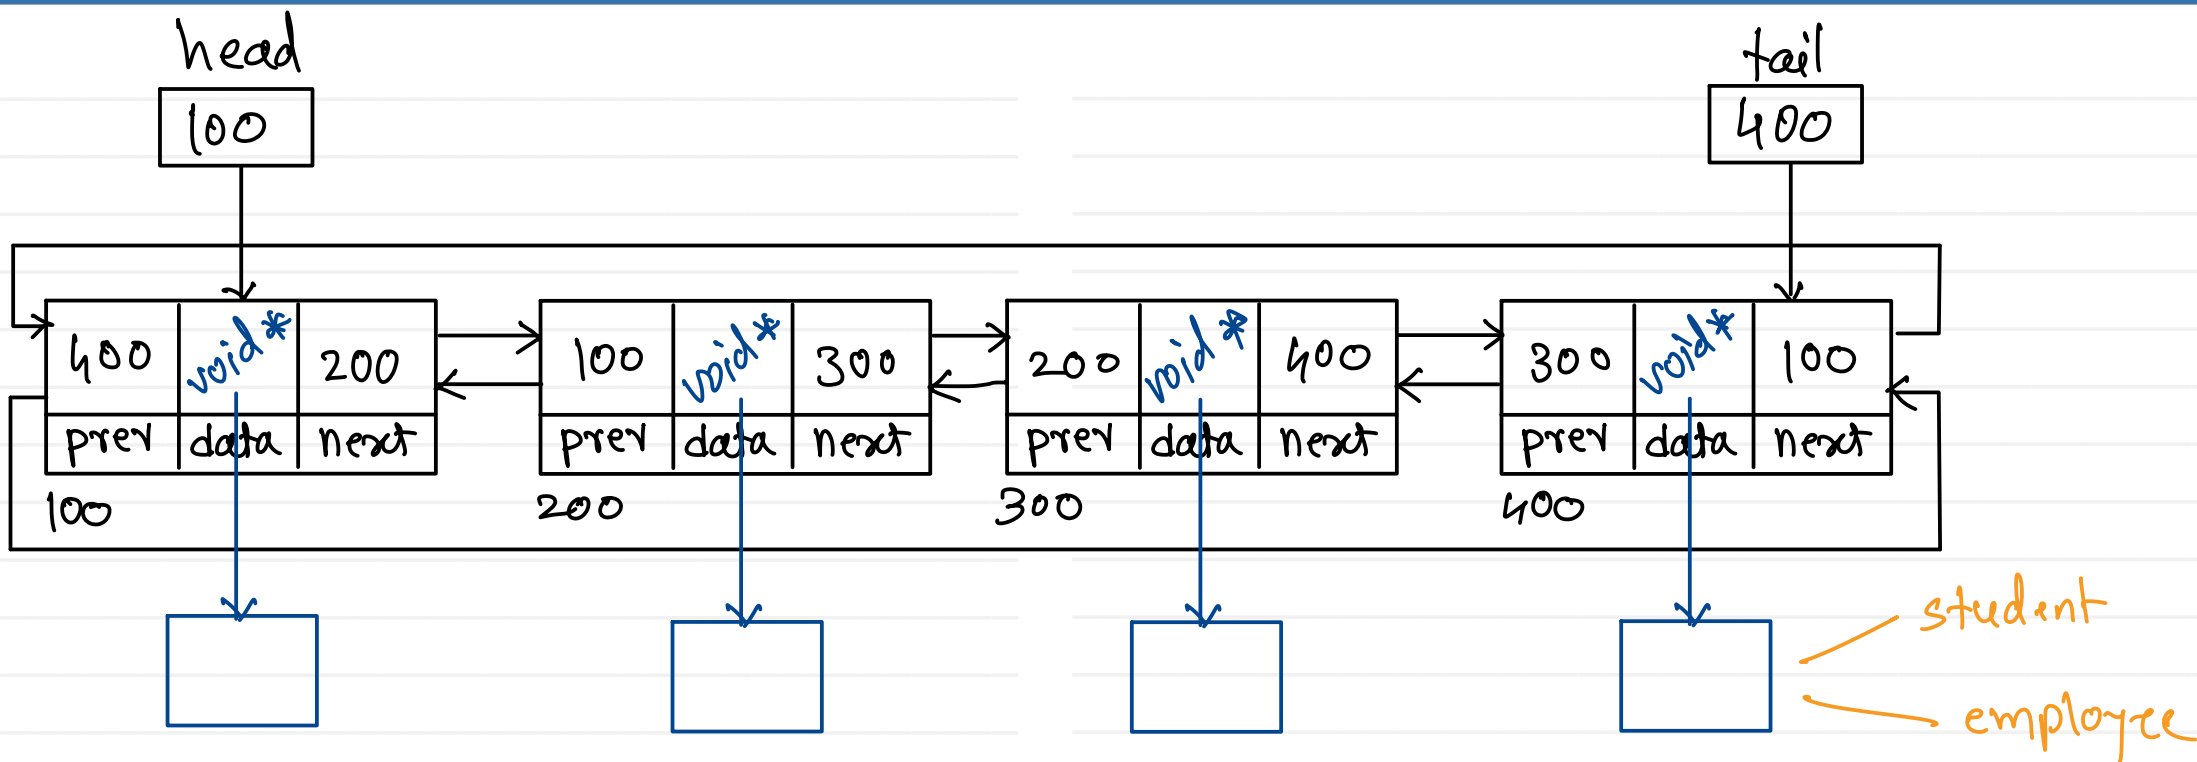 head tail
100 400
400 void* 200 100 void* 300 200 void* 400 300 void* 100
prev data next prev data next prev data next prev data next
100 200 300 400
student
employee